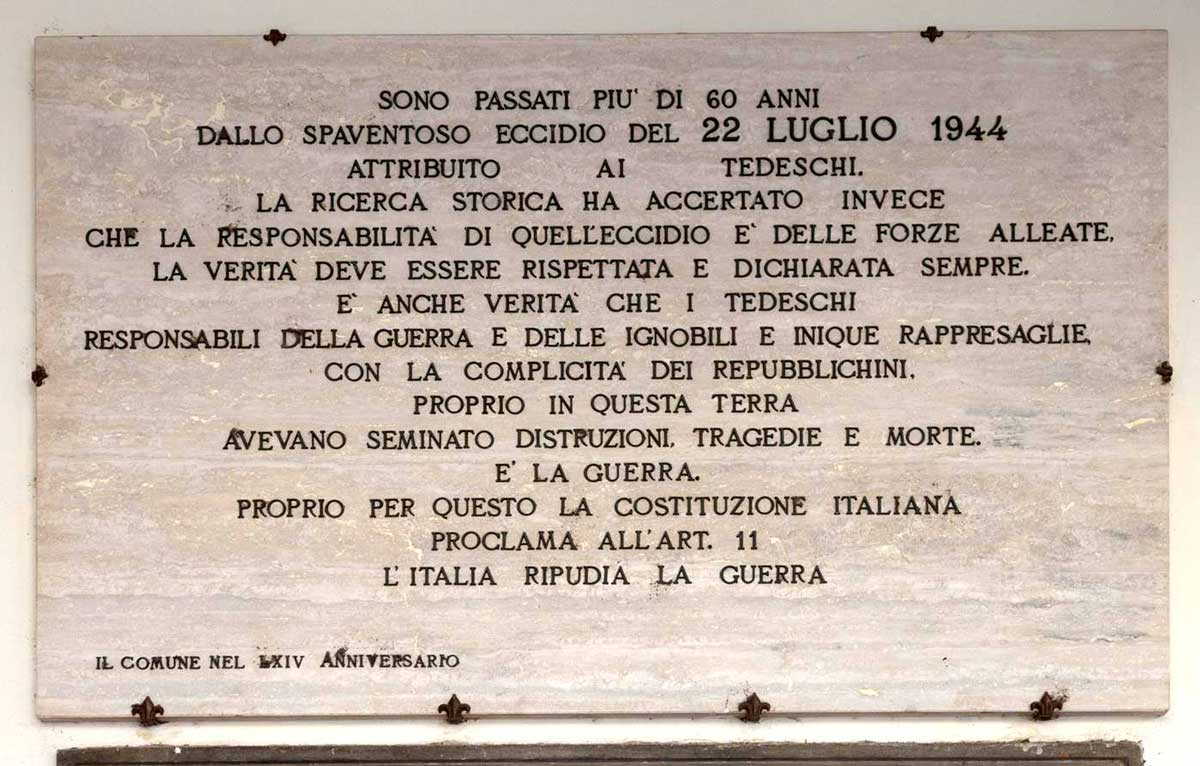 SONO PASSATI PIU' DI 60 ANNI
DALLO SPAVENTOSO ECCIDIO DEL 22 LUGLIO 1944
ATTRIBUITO AI TEDESCHI.
LA RICERCA STORICA HA ACCERTATO INVECE
CHE LA RESPONSABILITA' DI QUELL'ECCIDIO E' DELLE FORZE ALLEATE.
LA VERITA' DEVE ESSERE RISPETTATA E DICHIARATA SEMPRE.
E' ANCHE VERITA' CHE I TEDESCHI
RESPONSABILI DELLA GUERRA E DELLE IGNOBILI E INIQUE RAPPRESAGLIE,
CON LA COMPLICITA' DEI REPUBBLICHINI,
PROPRIO IN QUESTA TERRA
AVEVANO SEMINATO DISTRUZIONI, TRAGEDIE E MORTE.
E' LA GUERRA.
PROPRIO PER QUESTO LA COSTITUZIONE ITALIANA
PROCLAMA ALL'ART. 11
L'ITALIA RIPUDIA LA GUERRA
IL COMUNE NEL LXIV ANNIVERSARIO